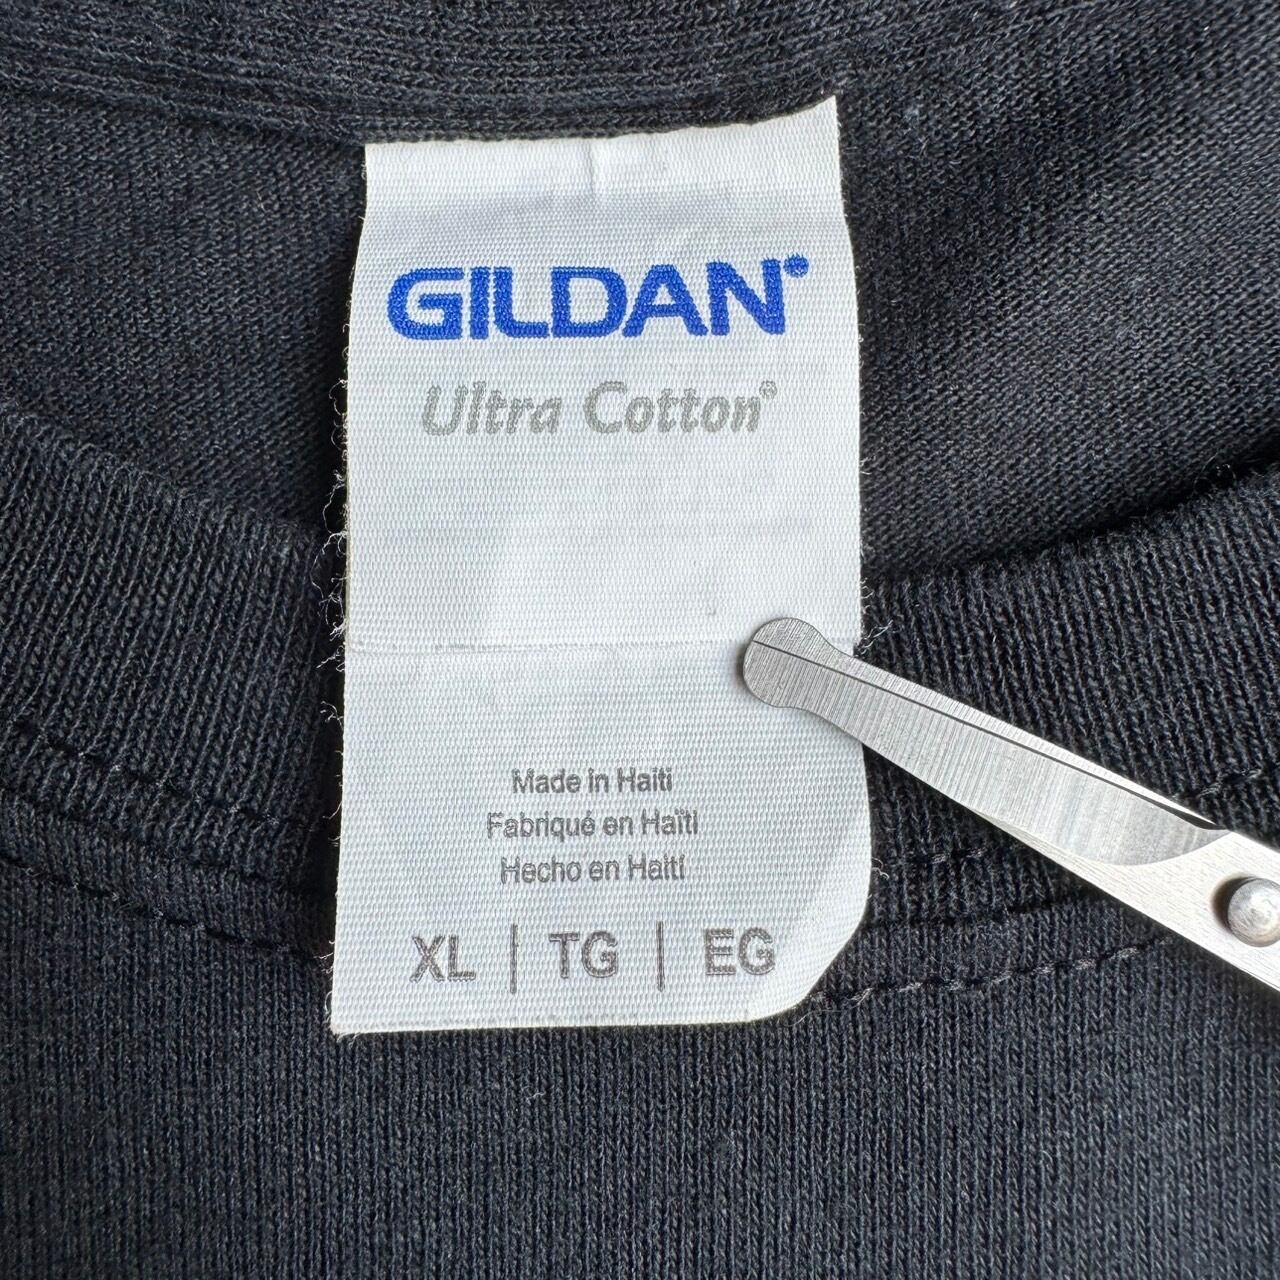 GILDAN®
Ultra Cotton®
Made in Haiti
Fabriqué en Haïti
Hecho en Haití
XL | TG | EG